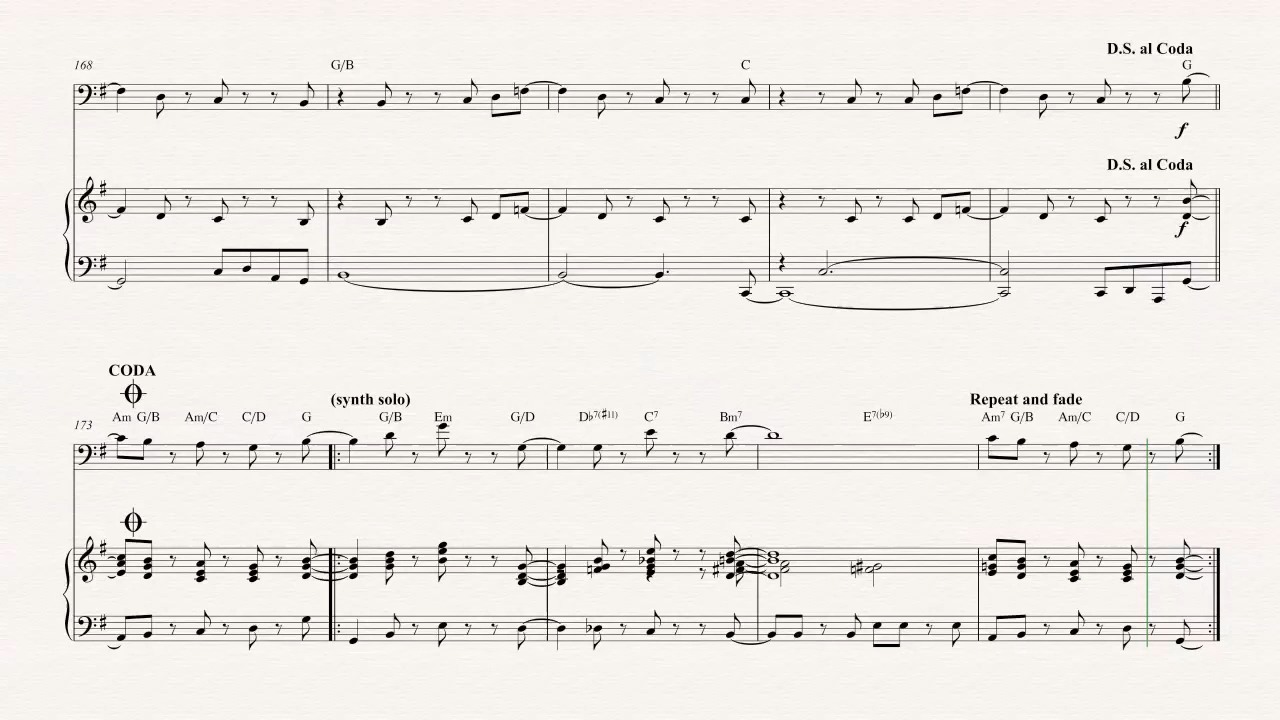 D.S. al Coda
168 G/B C G
f
D.S. al Coda
f
CODA
(synth solo) Repeat and fade
173 Am G/B Am/C C/D G G/B Em G/D D♭7(♯11) C7 Bm7 E7(♭9) Am7 G/B Am/C C/D G